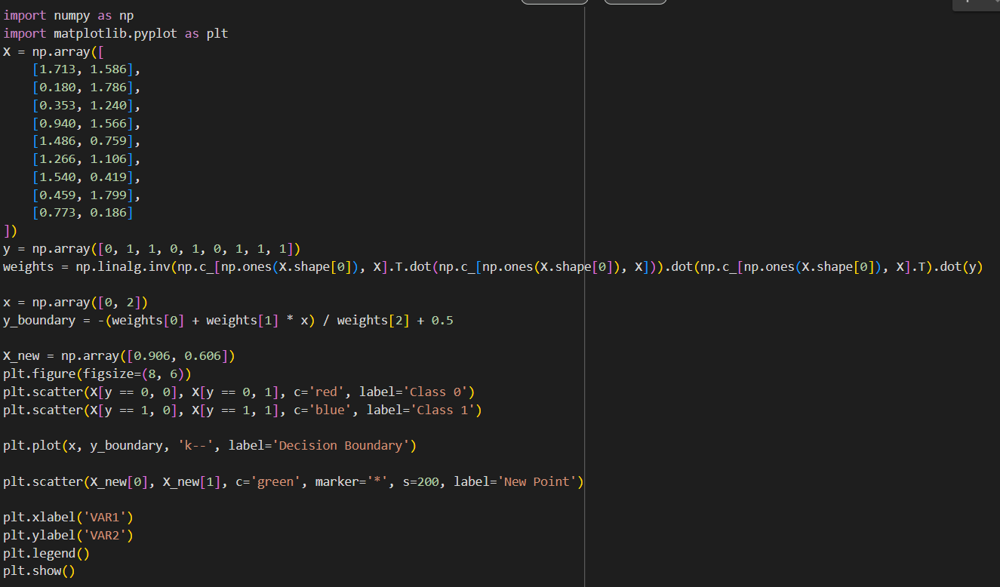 import numpy as np
import matplotlib.pyplot as plt
X = np.array([
    [1.713, 1.586],
    [0.180, 1.786],
    [0.353, 1.240],
    [0.940, 1.566],
    [1.486, 0.759],
    [1.266, 1.106],
    [1.540, 0.419],
    [0.459, 1.799],
    [0.773, 0.186]
])
y = np.array([0, 1, 1, 0, 1, 0, 1, 1, 1])
weights = np.linalg.inv(np.c_[np.ones(X.shape[0]), X].T.dot(np.c_[np.ones(X.shape[0]), X])).dot(np.c_[np.ones(X.shape[0]), X].T).dot(y)
x = np.array([0, 2])
y_boundary = -(weights[0] + weights[1] * x) / weights[2] + 0.5
X_new = np.array([0.906, 0.606])
plt.figure(figsize=(8, 6))
plt.scatter(X[y == 0, 0], X[y == 0, 1], c='red', label='Class 0')
plt.scatter(X[y == 1, 0], X[y == 1, 1], c='blue', label='Class 1')
plt.plot(x, y_boundary, 'k--', label='Decision Boundary')
plt.scatter(X_new[0], X_new[1], c='green', marker='*', s=200, label='New Point')
plt.xlabel('VAR1')
plt.ylabel('VAR2')
plt.legend()
plt.show()